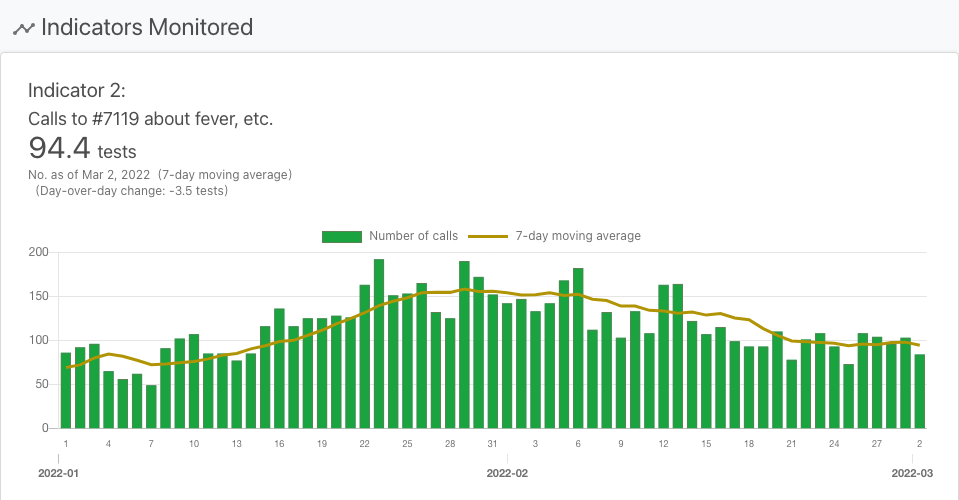 Indicators Monitored
Indicator 2:
Calls to #7119 about fever, etc.
94.4 tests
No. as of Mar 2, 2022 (7-day moving average)
(Day-over-day change: -3.5 tests)
Number of calls 7-day moving average
200
150
100
50
0
1 4 7 10 13 16 19 22 25 28 31 3 6 9 12 15 18 21 24 27 2
2022-01 2022-02 2022-03